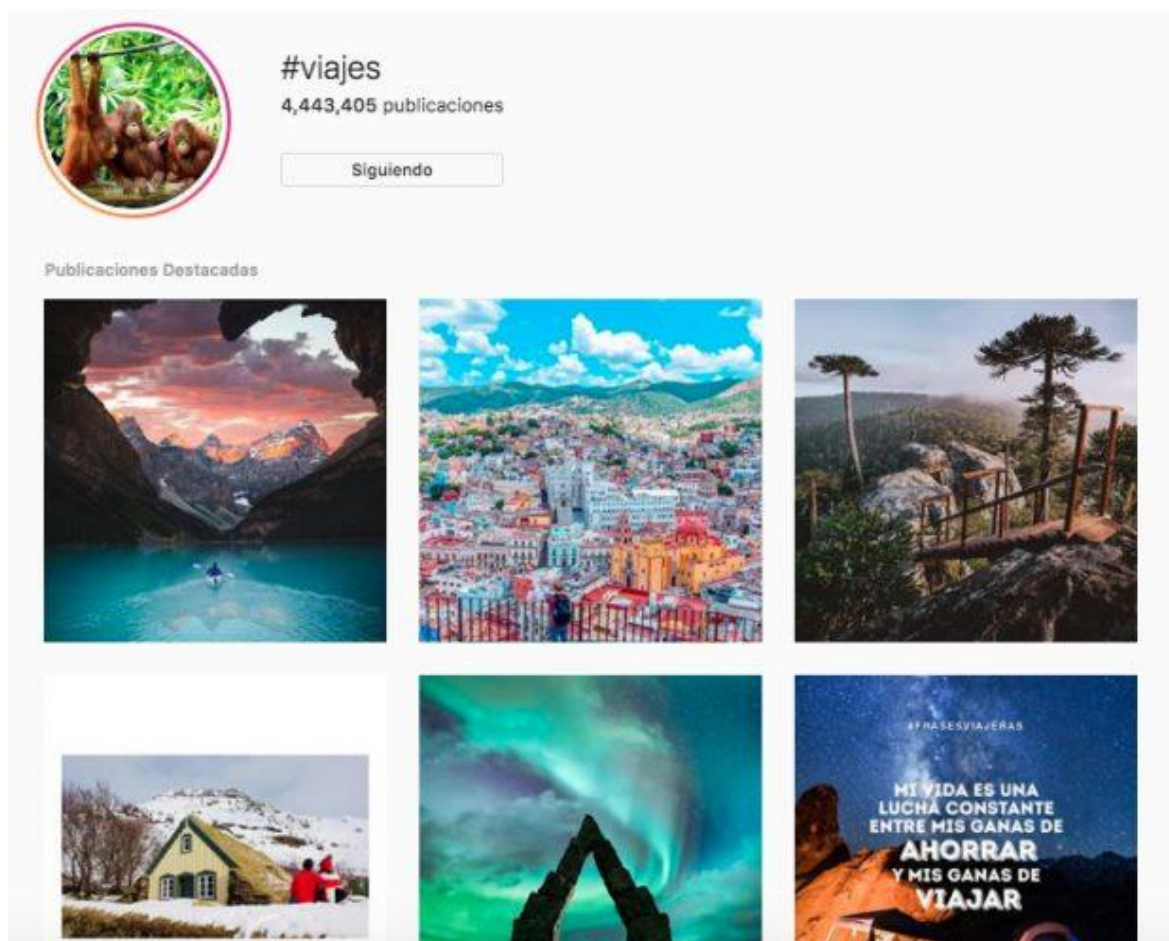 #viajes
4,443,405 publicaciones
Siguiendo
Publicaciones Destacadas
#FRASESVIAJERAS
MI VIDA ES UNA
LUCHA CONSTANTE
ENTRE MIS GANAS DE
AHORRAR
Y MIS GANAS DE
VIAJAR